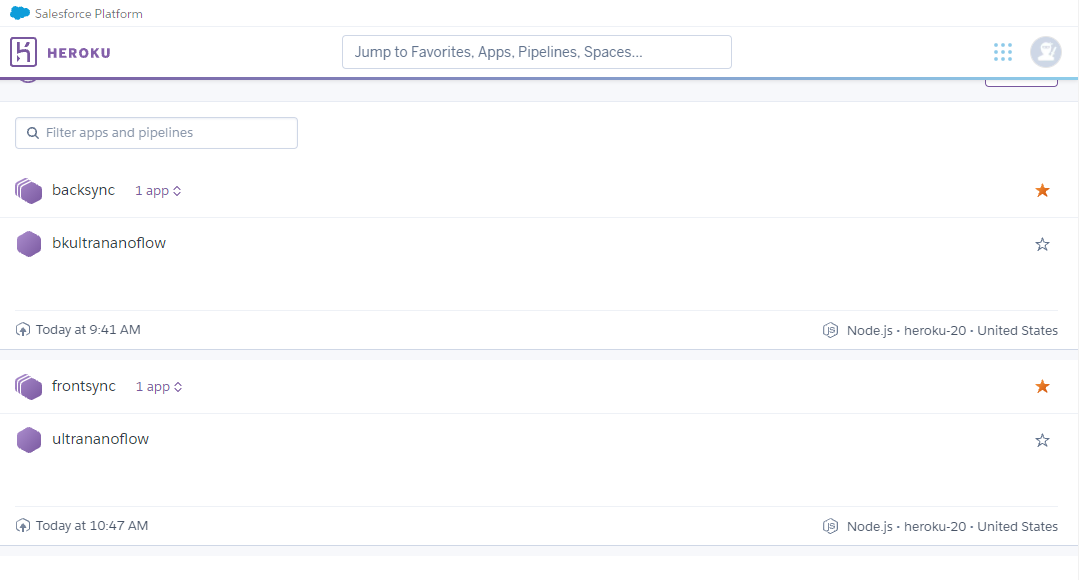 Salesforce Platform
HEROKU
Jump to Favorites, Apps, Pipelines, Spaces...
Filter apps and pipelines
backsync 1 app
bkultrananoflow
Today at 9:41 AM
Node.js • heroku-20 • United States
frontsync 1 app
ultrananoflow
Today at 10:47 AM
Node.js • heroku-20 • United States